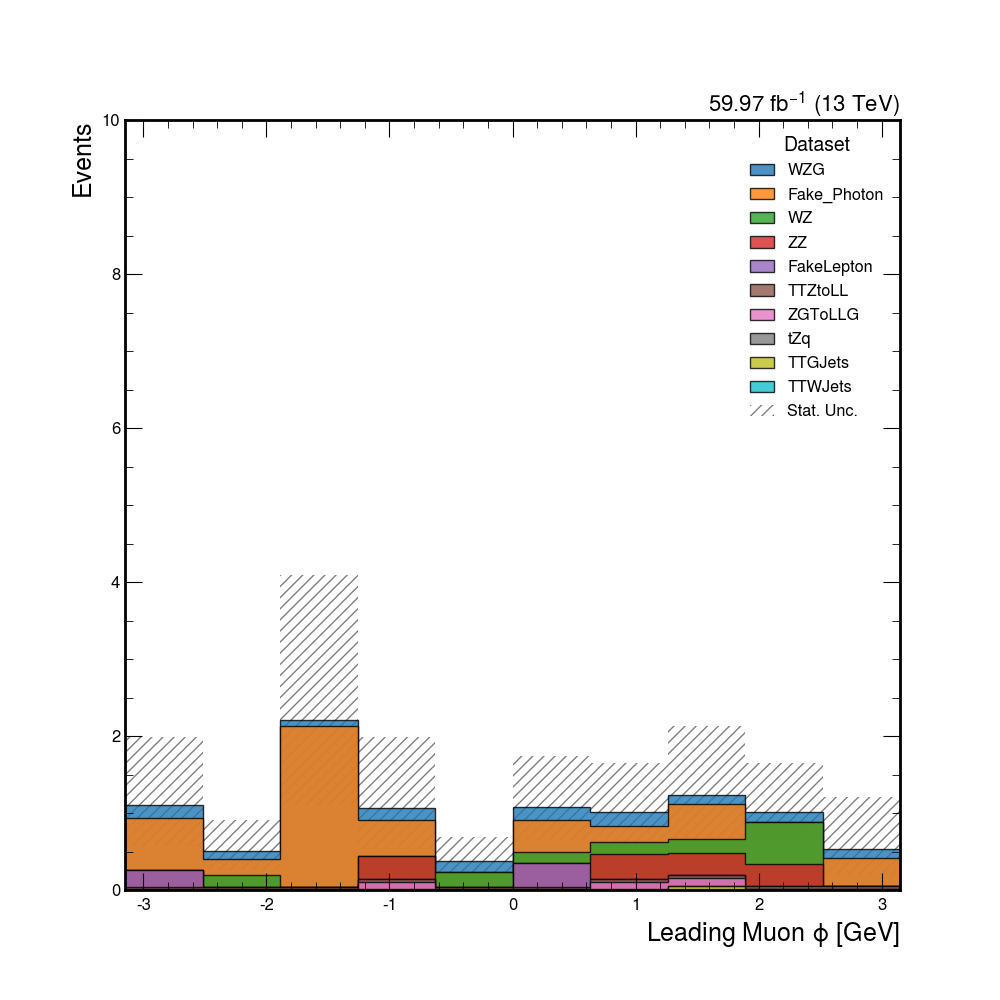 59.97 fb⁻¹ (13 TeV)
Events
10
8
6
4
2
0
Dataset
WZG
Fake_Photon
WZ
ZZ
FakeLepton
TTZtoLL
ZGToLLG
tZq
TTGJets
TTWJets
Stat. Unc.
-3 -2 -1 0 1 2 3
Leading Muon ϕ [GeV]